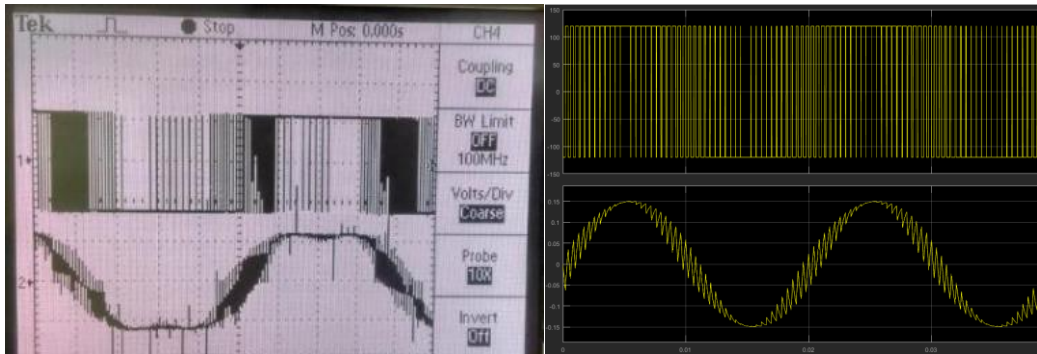 Tek Stop M Pos: 0.000s CH4
Coupling
DC
BW Limit
OFF
100MHz
Volts/Div
Coarse
Probe
10X
Invert
Off
1
2
150
100
50
0
-50
-100
-150
0.15
0.1
0.05
0
-0.05
-0.1
-0.15
0 0.01 0.02 0.03